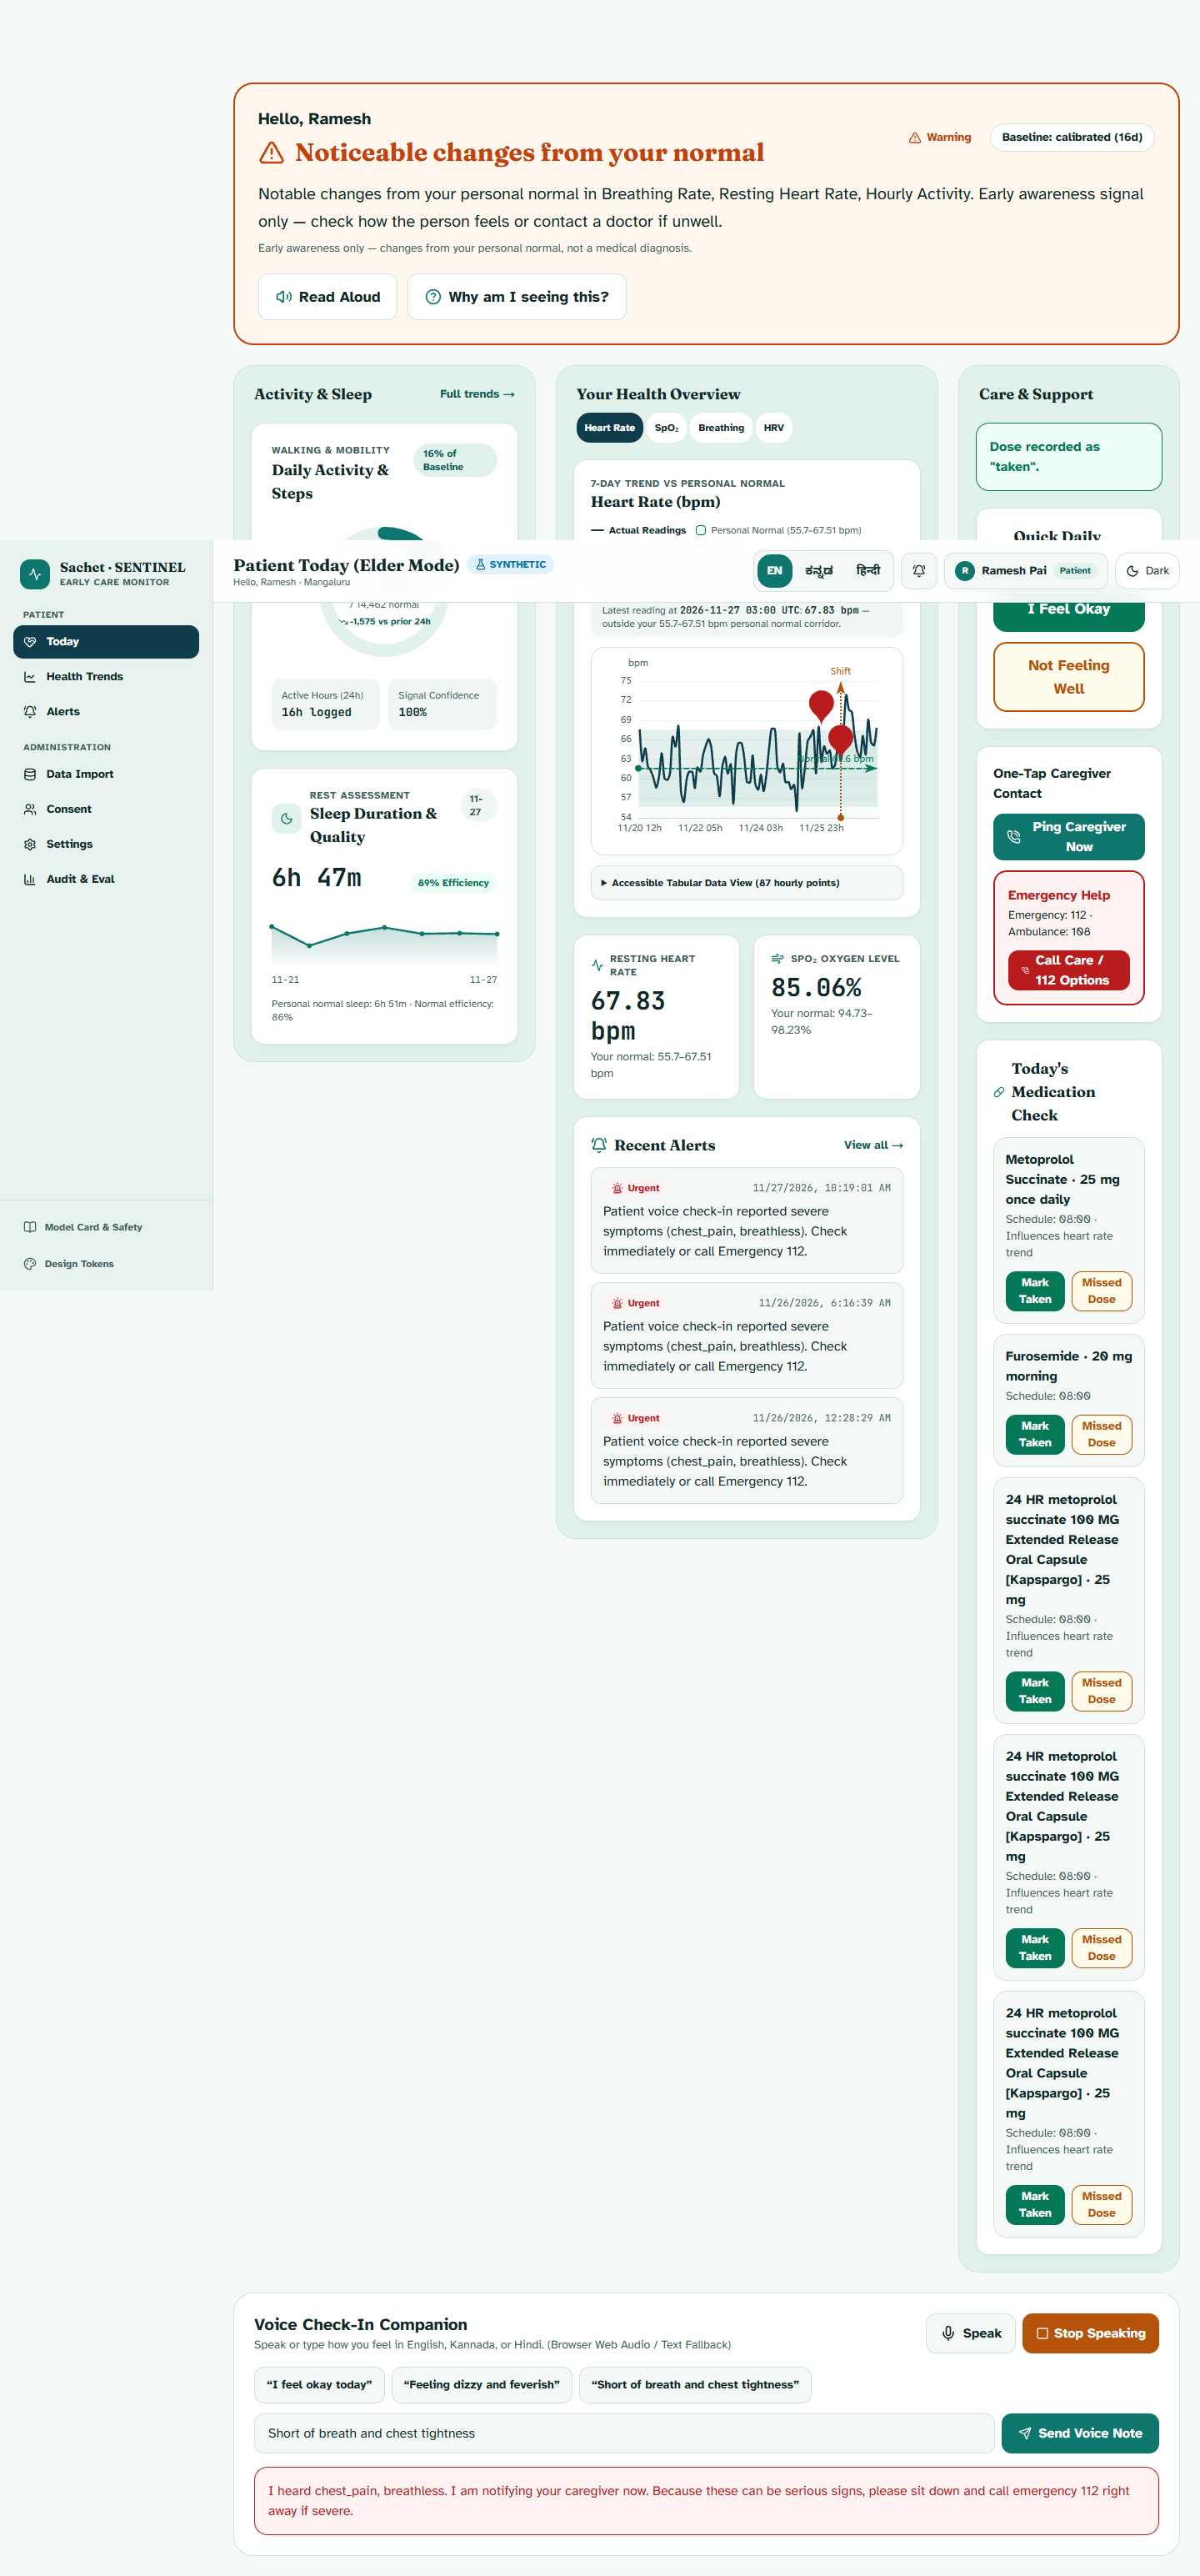 Hello, Ramesh
Noticeable changes from your normal
Warning
Baseline: calibrated (16d)
Notable changes from your personal normal in Breathing Rate, Resting Heart Rate, Hourly Activity. Early awareness signal
only — check how the person feels or contact a doctor if unwell.
Early awareness only — changes from your personal normal, not a medical diagnosis.
Read Aloud
Why am I seeing this?
Sachet · SENTINEL
EARLY CARE MONITOR
PATIENT
Today
Health Trends
Alerts
ADMINISTRATION
Data Import
Consent
Settings
Audit & Eval
Model Card & Safety
Design Tokens
Patient Today (Elder Mode)
SYNTHETIC
Hello, Ramesh · Mangaluru
EN
ಕನ್ನಡ
हिन्दी
R
Ramesh Pai
Patient
Dark
Activity & Sleep
Full trends →
WALKING & MOBILITY
Daily Activity &
Steps
16% of
Baseline
/ 14,462 normal
-1,575 vs prior 24h
Active Hours (24h)
16h logged
Signal Confidence
100%
REST ASSESSMENT
Sleep Duration &
Quality
11-
27
6h 47m
89% Efficiency
11-21
11-27
Personal normal sleep: 6h 51m · Normal efficiency:
86%
Your Health Overview
Heart Rate
SpO₂
Breathing
HRV
7-DAY TREND VS PERSONAL NORMAL
Heart Rate (bpm)
Actual Readings
Personal Normal (55.7–67.51 bpm)
Latest reading at 2026-11-27 03:00 UTC: 67.83 bpm —
outside your 55.7–67.51 bpm personal normal corridor.
bpm
Shift
75
72
69
66
63
60
57
54
11/20 12h
11/22 05h
11/24 03h
11/25 23h
Accessible Tabular Data View (87 hourly points)
RESTING HEART
RATE
67.83
bpm
Your normal: 55.7–67.51
bpm
SPO₂ OXYGEN LEVEL
85.06%
Your normal: 94.73–
98.23%
Recent Alerts
View all →
Urgent
11/27/2026, 10:19:01 AM
Patient voice check-in reported severe
symptoms (chest_pain, breathless). Check
immediately or call Emergency 112.
Urgent
11/26/2026, 6:16:39 AM
Patient voice check-in reported severe
symptoms (chest_pain, breathless). Check
immediately or call Emergency 112.
Urgent
11/26/2026, 12:28:29 AM
Patient voice check-in reported severe
symptoms (chest_pain, breathless). Check
immediately or call Emergency 112.
Care & Support
Dose recorded as
"taken".
Quick Daily
I Feel Okay
Not Feeling
Well
One-Tap Caregiver
Contact
Ping Caregiver
Now
Emergency Help
Emergency: 112 ·
Ambulance: 108
Call Care /
112 Options
Today's
Medication
Check
Metoprolol
Succinate · 25 mg
once daily
Schedule: 08:00 ·
Influences heart rate
trend
Mark
Taken
Missed
Dose
Furosemide · 20 mg
morning
Schedule: 08:00
Mark
Taken
Missed
Dose
24 HR metoprolol
succinate 100 MG
Extended Release
Oral Capsule
[Kapspargo] · 25
mg
Schedule: 08:00 ·
Influences heart rate
trend
Mark
Taken
Missed
Dose
24 HR metoprolol
succinate 100 MG
Extended Release
Oral Capsule
[Kapspargo] · 25
mg
Schedule: 08:00 ·
Influences heart rate
trend
Mark
Taken
Missed
Dose
24 HR metoprolol
succinate 100 MG
Extended Release
Oral Capsule
[Kapspargo] · 25
mg
Schedule: 08:00 ·
Influences heart rate
trend
Mark
Taken
Missed
Dose
Voice Check-In Companion
Speak or type how you feel in English, Kannada, or Hindi. (Browser Web Audio / Text Fallback)
Speak
Stop Speaking
“I feel okay today”
“Feeling dizzy and feverish”
“Short of breath and chest tightness”
Short of breath and chest tightness
Send Voice Note
I heard chest_pain, breathless. I am notifying your caregiver now. Because these can be serious signs, please sit down and call emergency 112 right
away if severe.